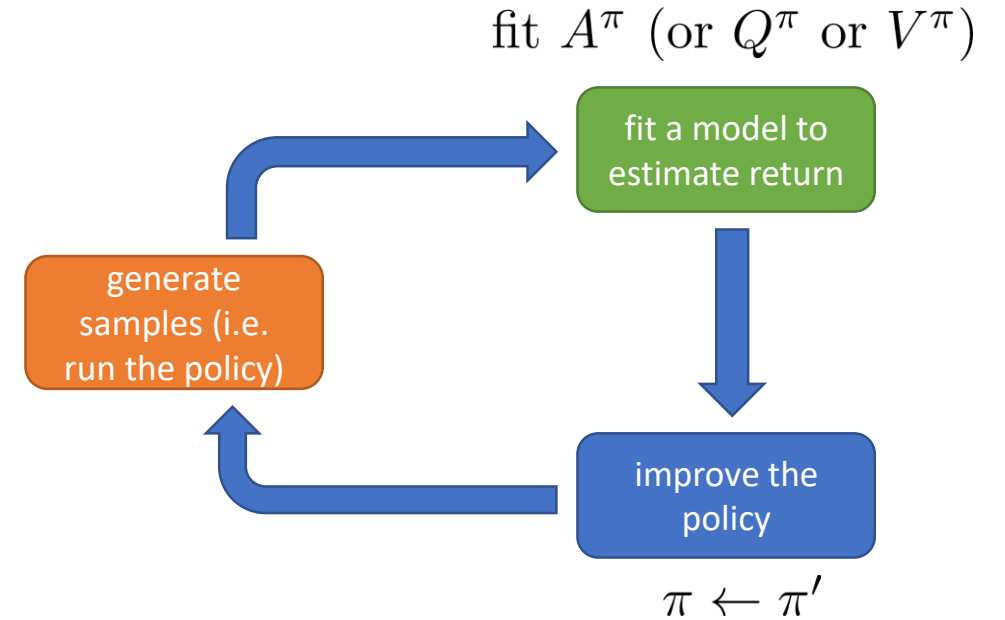 fit A^π (or Q^π or V^π)
fit a model to
estimate return
generate
samples (i.e.
run the policy)
improve the
policy
π ← π′